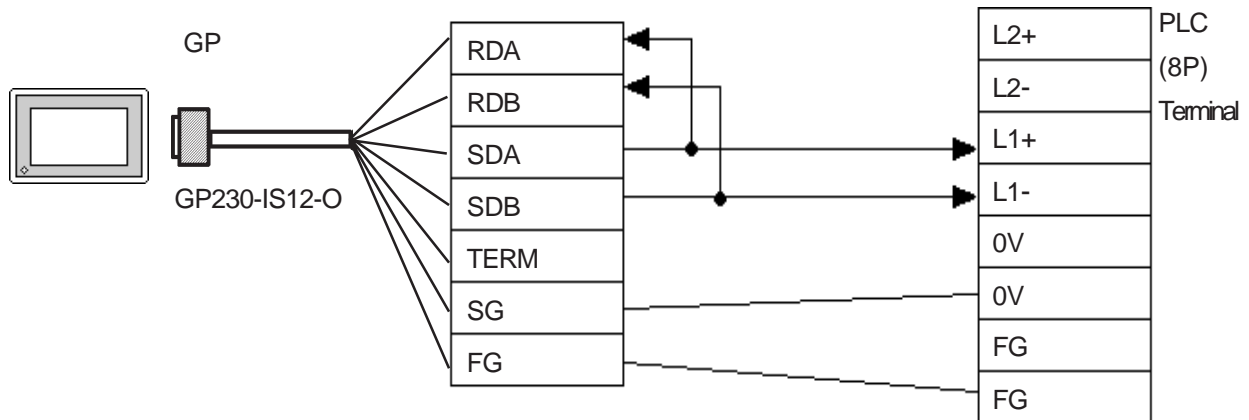 GP
GP230-IS12-O
RDA
RDB
SDA
SDB
TERM
SG
FG
L2+
L2-
L1+
L1-
0V
0V
FG
FG
PLC
(8P)
Terminal